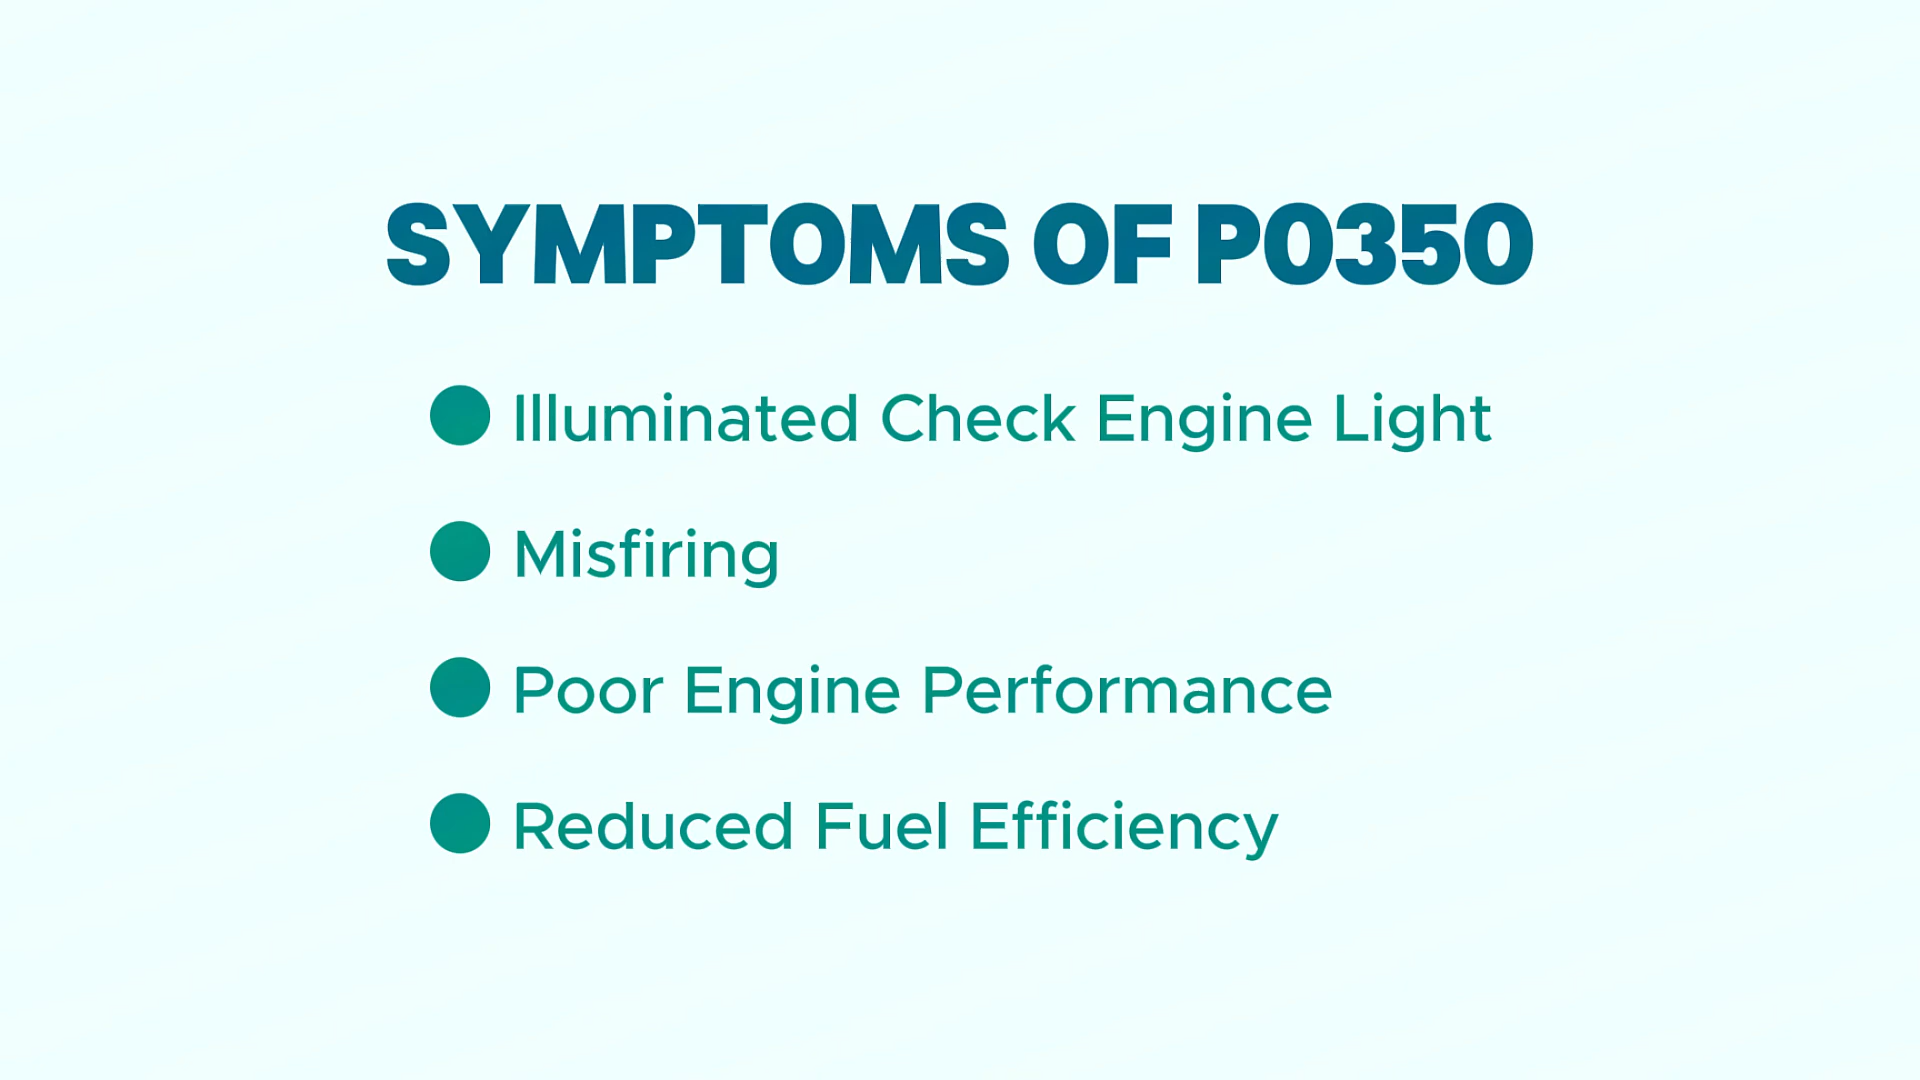 SYMPTOMS OF P0350
Illuminated Check Engine Light
Misfiring
Poor Engine Performance
Reduced Fuel Efficiency